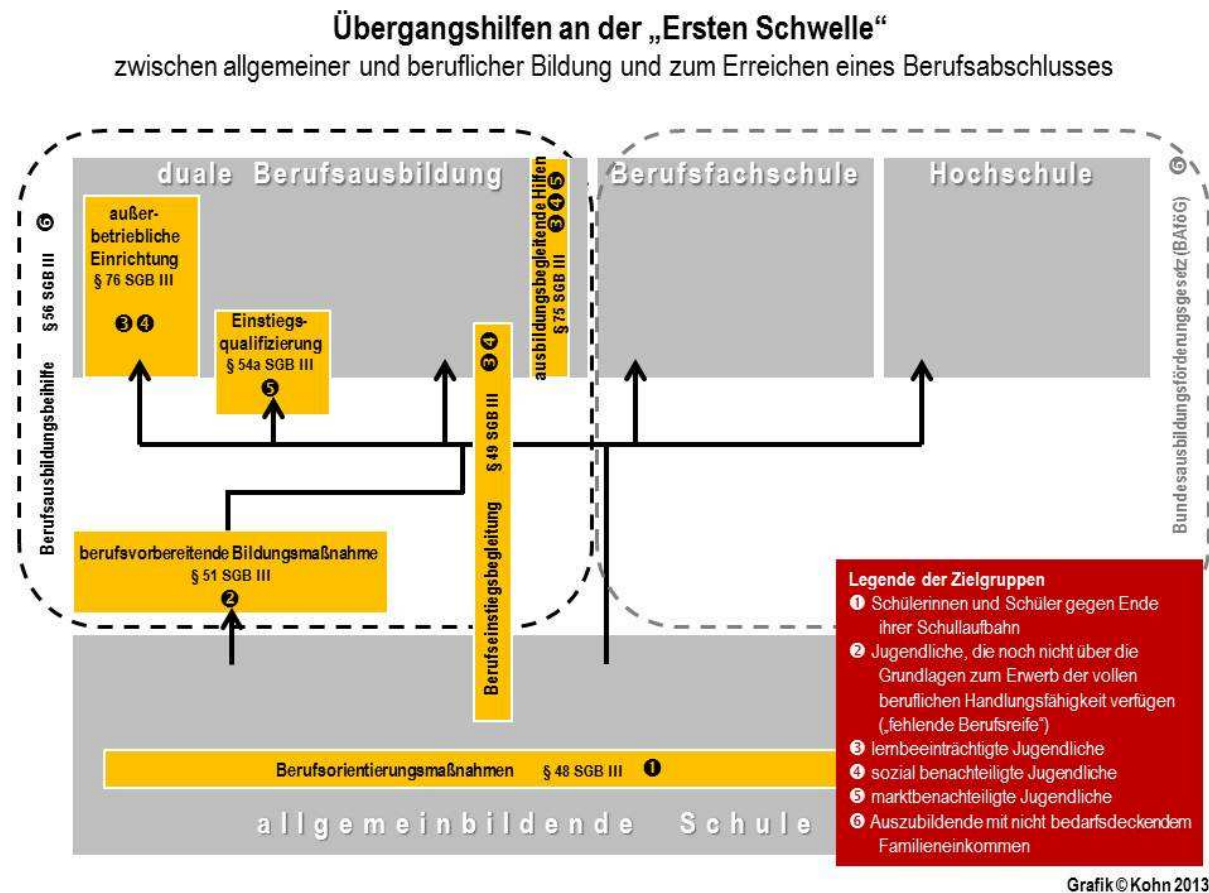 Übergangshilfen an der „Ersten Schwelle“
zwischen allgemeiner und beruflicher Bildung und zum Erreichen eines Berufsabschlusses
duale Berufsausbildung
Berufsfachschule
Hochschule
außer-
betriebliche
Einrichtung
§ 76 SGB III
❸❹
Einstiegs-
qualifizierung
§ 54a SGB III
❺
ausbildungsbegleitende Hilfen
§ 75 SGB III ❸❹❺
Berufsausbildungsbeihilfe § 56 SGB III ❻
Bundesausbildungsförderungsgesetz (BAföG) ❻
Berufseinstiegsbegleitung § 49 SGB III ❸❹
berufsvorbereitende Bildungsmaßnahme
§ 51 SGB III
❷
Berufsorientierungsmaßnahmen § 48 SGB III ❶
allgemeinbildende Schule
Legende der Zielgruppen
❶ Schülerinnen und Schüler gegen Ende
ihrer Schullaufbahn
❷ Jugendliche, die noch nicht über die
Grundlagen zum Erwerb der vollen
beruflichen Handlungsfähigkeit verfügen
(„fehlende Berufsreife“)
❸ lernbeeinträchtigte Jugendliche
❹ sozial benachteiligte Jugendliche
❺ marktbenachteiligte Jugendliche
❻ Auszubildende mit nicht bedarfsdeckendem
Familieneinkommen
Grafik©Kohn 2013